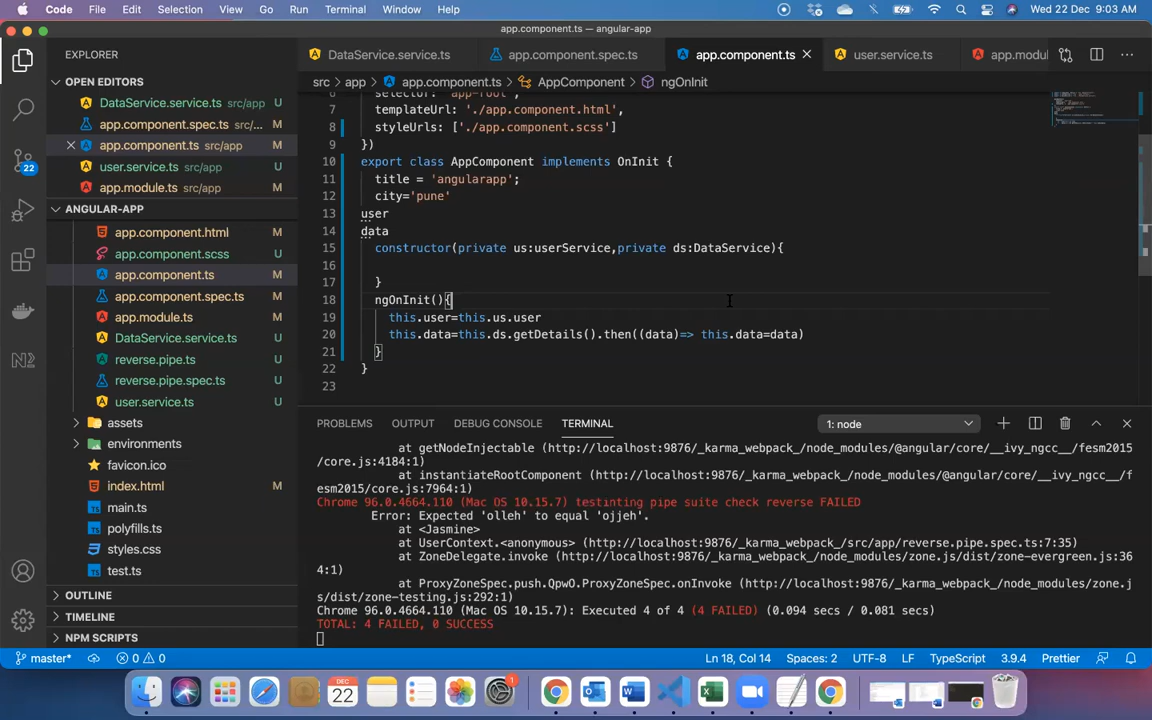 Code File Edit Selection View Go Run Terminal Window Help Wed 22 Dec 9:03 AM
app.component.ts — angular-app
EXPLORER
OPEN EDITORS
DataService.service.ts src/app U
app.component.spec.ts src/... M
app.component.ts src/app M
user.service.ts src/app U
app.module.ts src/app M
ANGULAR-APP
app.component.html M
app.component.scss M
app.component.ts M
app.component.spec.ts M
app.module.ts M
DataService.service.ts U
reverse.pipe.ts U
reverse.pipe.spec.ts U
user.service.ts U
assets
environments
favicon.ico
index.html M
main.ts
polyfills.ts
styles.css
test.ts
OUTLINE
TIMELINE
NPM SCRIPTS
22
DataService.service.ts app.component.spec.ts app.component.ts user.service.ts app.modu
src > app > app.component.ts > AppComponent > ngOnInit
6 selector: 'app-root',
7 templateUrl: './app.component.html',
8 styleUrls: ['./app.component.scss']
9 })
10 export class AppComponent implements OnInit {
11 title = 'angularapp';
12 city='pune'
13 user
14 data
15 constructor(private us:userService,private ds:DataService){
16
17 }
18 ngOnInit(){
19 this.user=this.us.user
20 this.data=this.ds.getDetails().then((data)=> this.data=data)
21 }
22 }
23
PROBLEMS OUTPUT DEBUG CONSOLE TERMINAL 1: node
at getNodeInjectable (http://localhost:9876/_karma_webpack_/node_modules/@angular/core/__ivy_ngcc__/fesm2015
/core.js:4184:1)
at instantiateRootComponent (http://localhost:9876/_karma_webpack_/node_modules/@angular/core/__ivy_ngcc__/f
esm2015/core.js:7964:1)
Chrome 96.0.4664.110 (Mac OS 10.15.7) testinting pipe suite check reverse FAILED
Error: Expected 'olleh' to equal 'ojjeh'.
at <Jasmine>
at UserContext.<anonymous> (http://localhost:9876/_karma_webpack_/src/app/reverse.pipe.spec.ts:7:35)
at ZoneDelegate.invoke (http://localhost:9876/_karma_webpack_/node_modules/zone.js/dist/zone-evergreen.js:36
4:1)
at ProxyZoneSpec.push.QpwO.ProxyZoneSpec.onInvoke (http://localhost:9876/_karma_webpack_/node_modules/zone.j
s/dist/zone-testing.js:292:1)
Chrome 96.0.4664.110 (Mac OS 10.15.7): Executed 4 of 4 (4 FAILED) (0.094 secs / 0.081 secs)
TOTAL: 4 FAILED, 0 SUCCESS
master* 0 0 Ln 18, Col 14 Spaces: 2 UTF-8 LF TypeScript 3.9.4 Prettier
DEC
22
1